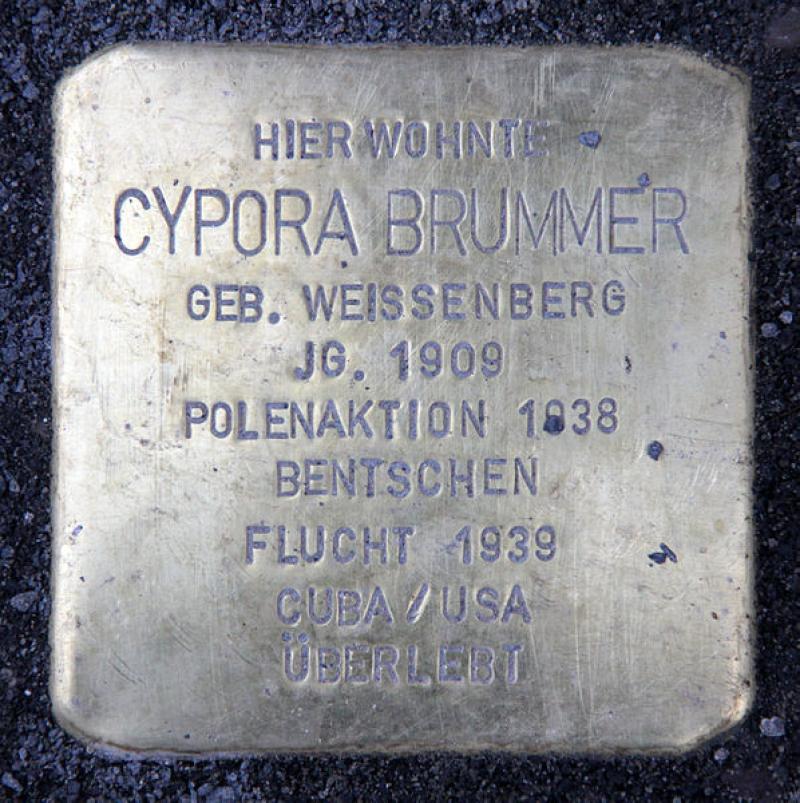 HIER WOHNTE
CYPORA BRUMMER
GEB. WEISSENBERG
JG. 1909
POLENAKTION 1938
BENTSCHEN
FLUCHT 1939
CUBA / USA
ÜBERLEBT